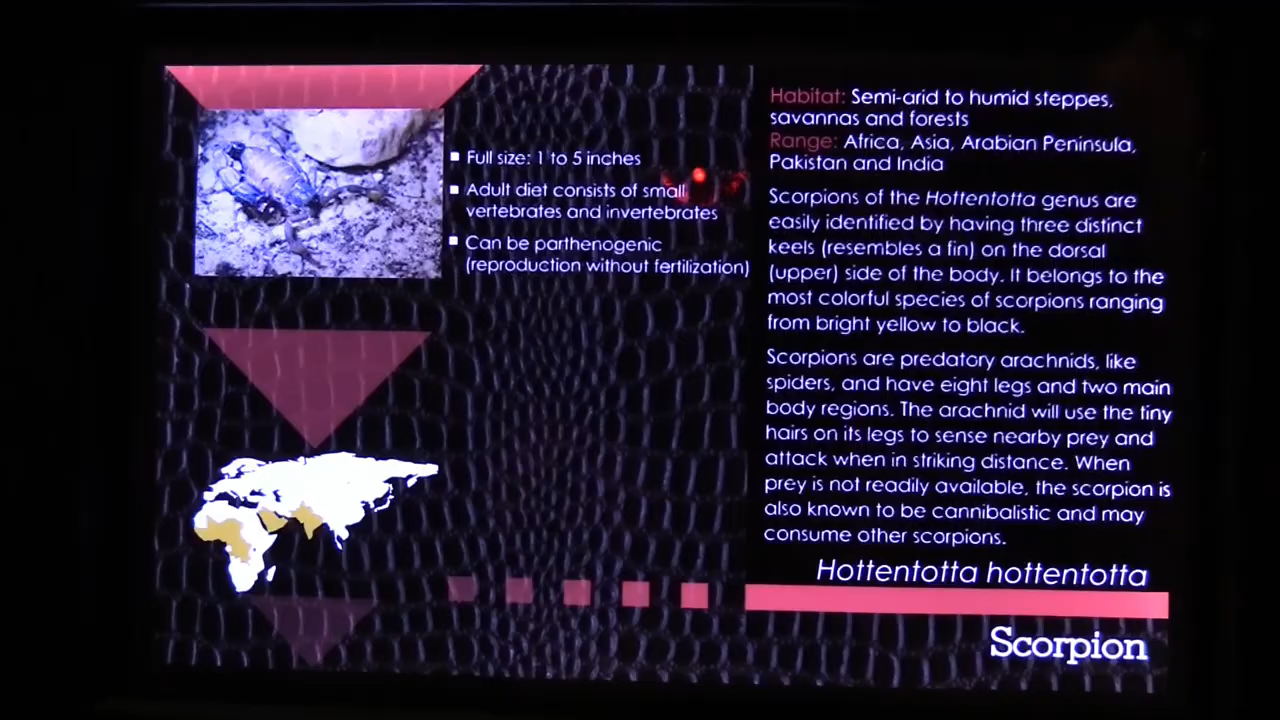 ■ Full size: 1 to 5 inches
■ Adult diet consists of small
vertebrates and invertebrates
■ Can be parthenogenic
(reproduction without fertilization)
Habitat: Semi-arid to humid steppes,
savannas and forests
Range: Africa, Asia, Arabian Peninsula,
Pakistan and India
Scorpions of the Hottentotta genus are
easily identified by having three distinct
keels (resembles a fin) on the dorsal
(upper) side of the body. It belongs to the
most colorful species of scorpions ranging
from bright yellow to black.
Scorpions are predatory arachnids, like
spiders, and have eight legs and two main
body regions. The arachnid will use the tiny
hairs on its legs to sense nearby prey and
attack when in striking distance. When
prey is not readily available, the scorpion is
also known to be cannibalistic and may
consume other scorpions.
Hottentotta hottentotta
Scorpion